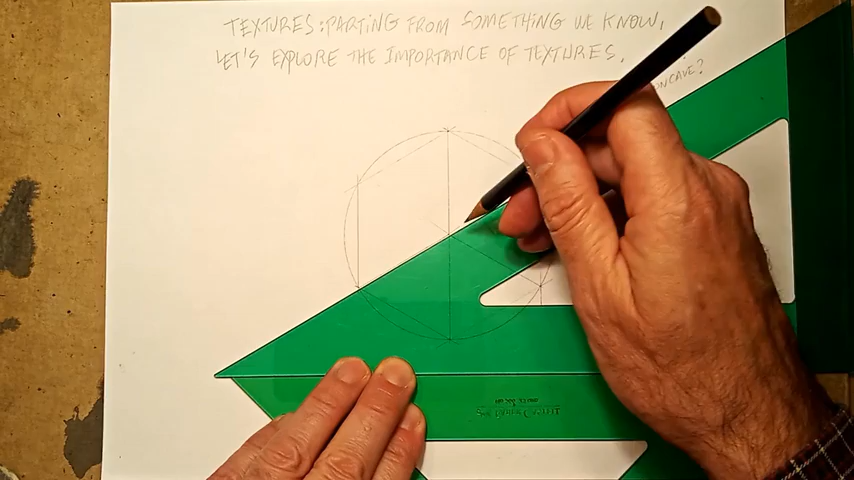 TEXTURES: PARTING FROM SOMETHING WE KNOW,
LET'S EXPLORE THE IMPORTANCE OF TEXTURES.